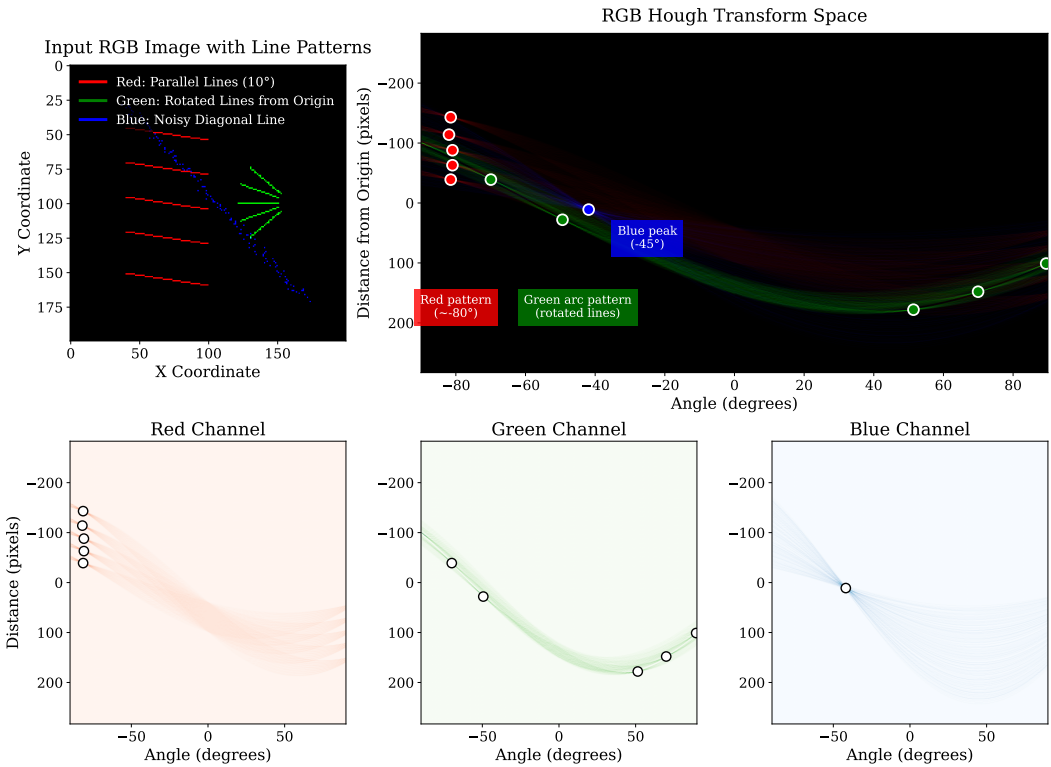 Input RGB Image with Line Patterns
Red: Parallel Lines (10°)
Green: Rotated Lines from Origin
Blue: Noisy Diagonal Line
0
25
50
75
100
125
150
175
Y Coordinate
0
50
100
150
X Coordinate
RGB Hough Transform Space
−200
−100
0
100
200
Distance from Origin (pixels)
Blue peak
(-45°)
Red pattern
(~-80°)
Green arc pattern
(rotated lines)
−80
−60
−40
−20
0
20
40
60
80
Angle (degrees)
Red Channel
−200
−100
0
100
200
Distance (pixels)
−50
0
50
Angle (degrees)
Green Channel
−200
−100
0
100
200
−50
0
50
Angle (degrees)
Blue Channel
−200
−100
0
100
200
−50
0
50
Angle (degrees)